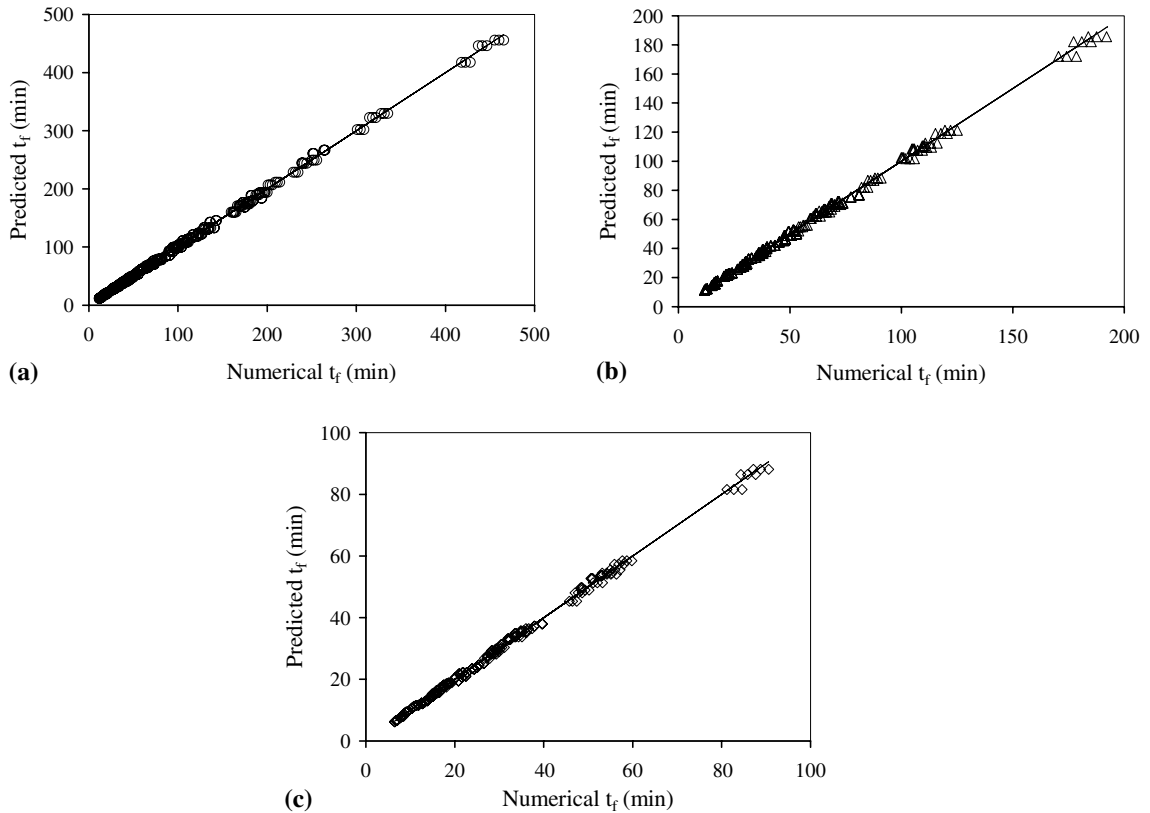 500
400
300
200
100
0
Predicted t_f (min)
0 100 200 300 400 500
Numerical t_f (min)
(a)
200
180
160
140
120
100
80
60
40
20
0
Predicted t_f (min)
0 50 100 150 200
Numerical t_f (min)
(b)
100
80
60
40
20
0
Predicted t_f (min)
0 20 40 60 80 100
Numerical t_f (min)
(c)